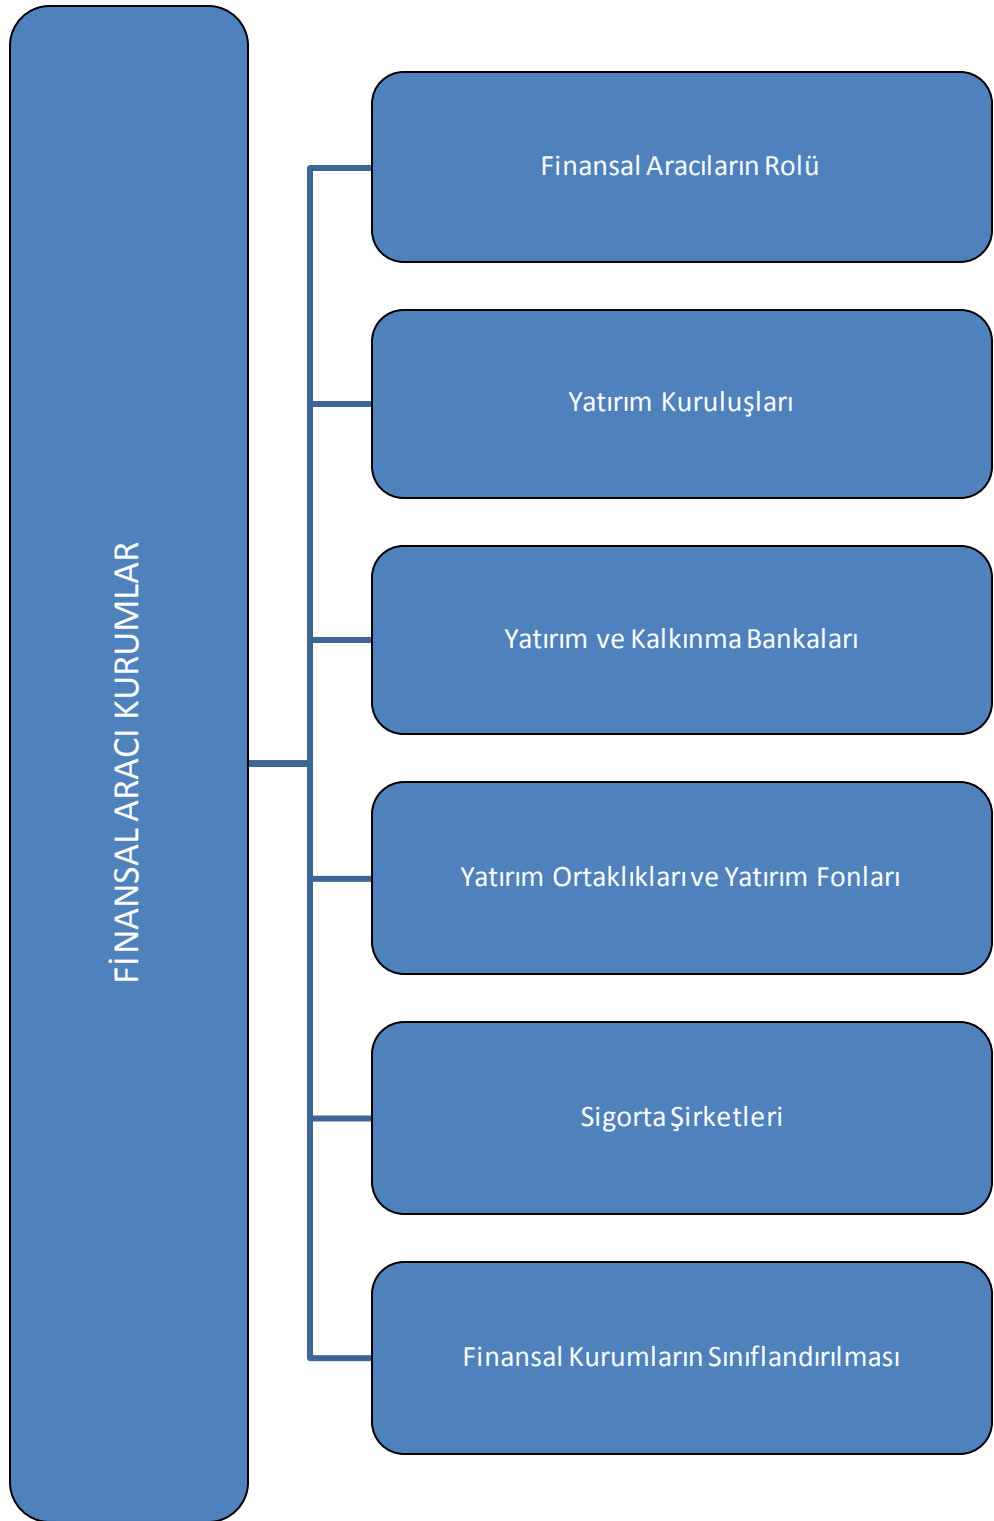 FİNANSAL ARACI KURUMLAR
Finansal Aracıların Rolü
Yatırım Kuruluşları
Yatırım ve Kalkınma Bankaları
Yatırım Ortaklıkları ve Yatırım Fonları
Sigorta Şirketleri
Finansal Kurumların Sınıflandırılması